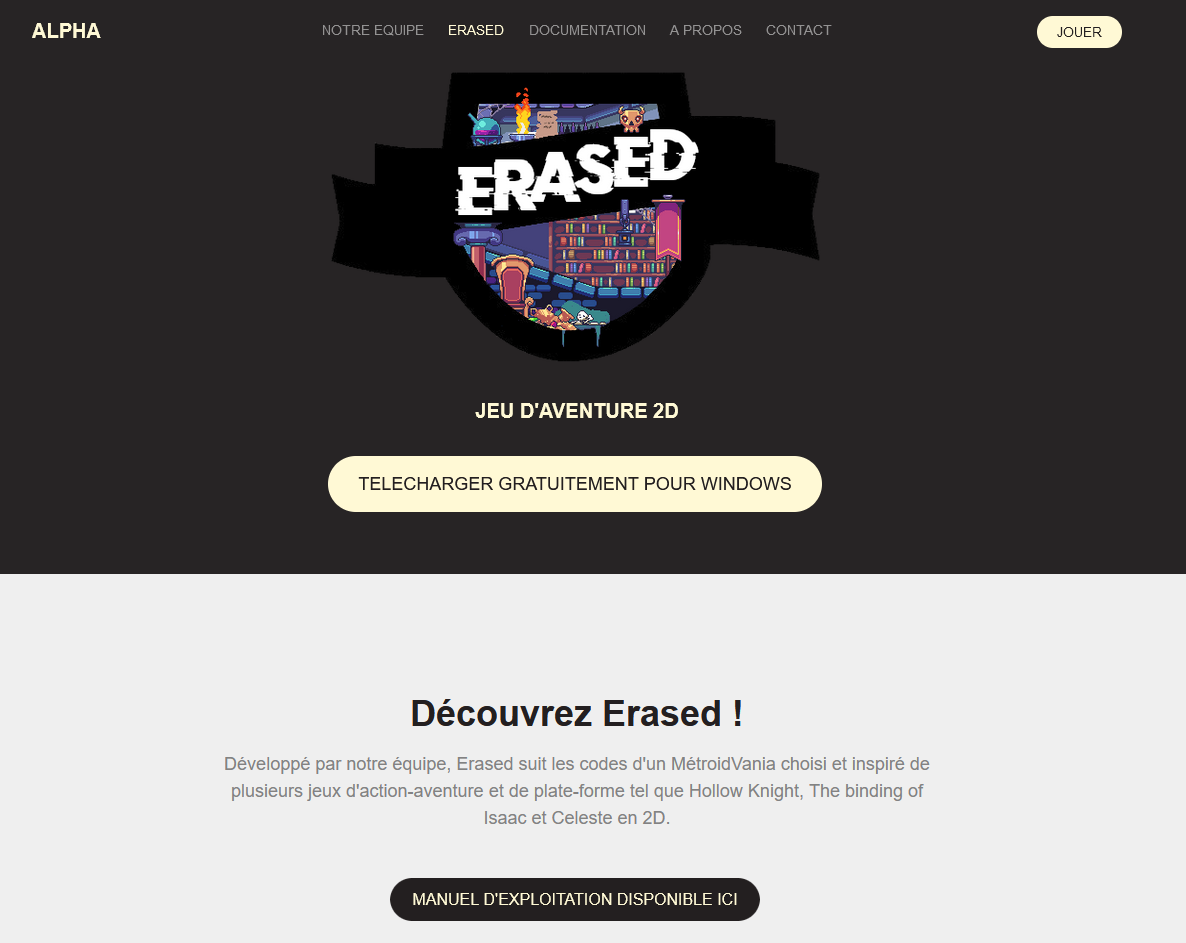 ALPHA
NOTRE EQUIPE
ERASED
DOCUMENTATION
A PROPOS
CONTACT
JOUER
ERASED
JEU D'AVENTURE 2D
TELECHARGER GRATUITEMENT POUR WINDOWS
Découvrez Erased !
Développé par notre équipe, Erased suit les codes d'un MétroidVania choisi et inspiré de
plusieurs jeux d'action-aventure et de plate-forme tel que Hollow Knight, The binding of
Isaac et Celeste en 2D.
MANUEL D'EXPLOITATION DISPONIBLE ICI